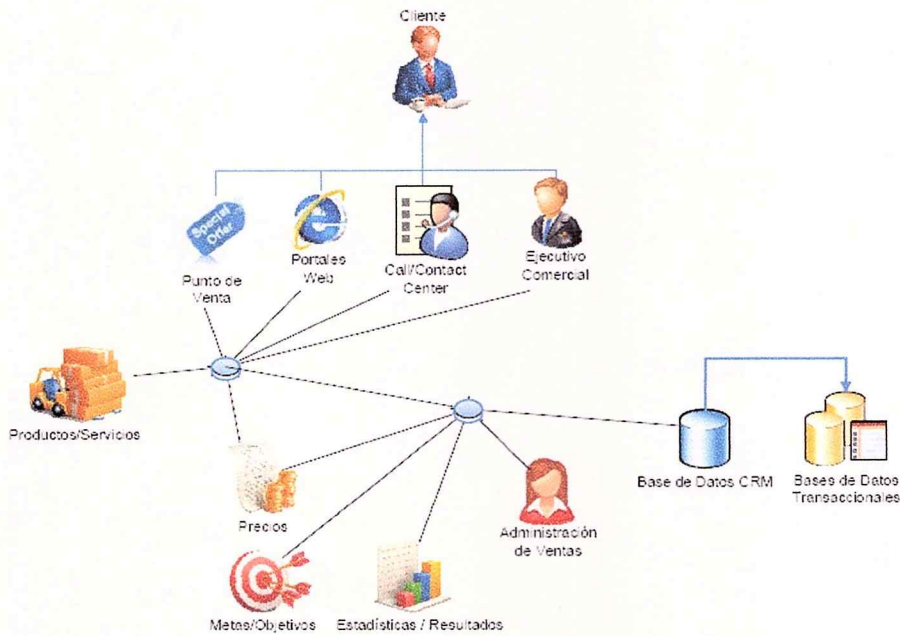 Cliente
Special
Offer
Punto de
Venta
Portales
Web
Call/Contact
Center
Ejecutivo
Comercial
Productos/Servicios
Precios
Metas/Objetivos
Estadísticas / Resultados
Administración
de Ventas
Base de Datos CRM
Bases de Datos
Transaccionales